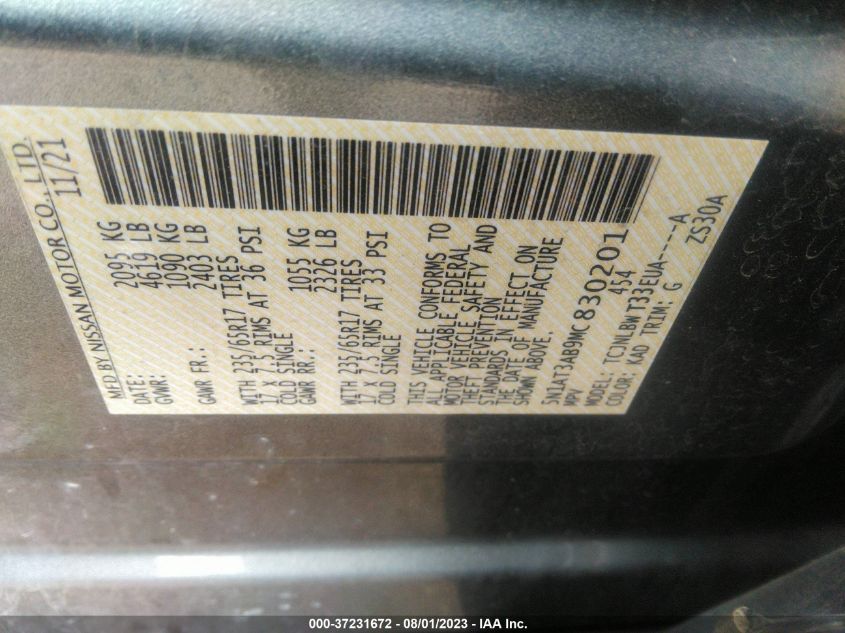 MFD BY NISSAN MOTOR CO., LTD.
DATE: 11/21
GVWR: 2095 KG
4619 LB
GAWR FR.: 1090 KG
2403 LB
WITH 235/65R17 TIRES
17 X 7.5 RIMS AT 36 PSI
COLD SINGLE
GAWR RR.: 1055 KG
2326 LB
WITH 235/65R17 TIRES
17 X 7.5 RIMS AT 33 PSI
COLD SINGLE
THIS VEHICLE CONFORMS TO
ALL APPLICABLE FEDERAL
MOTOR VEHICLE SAFETY AND
THEFT PREVENTION
STANDARDS IN EFFECT ON
THE DATE OF MANUFACTURE
SHOWN ABOVE.
5N1AT3AB9MC830201
MPV 454
MODEL: TCJNLBWT33EUA-----A
COLOR: KAD TRIM: G ZS30A
000-37231672 - 08/01/2023 - IAA Inc.